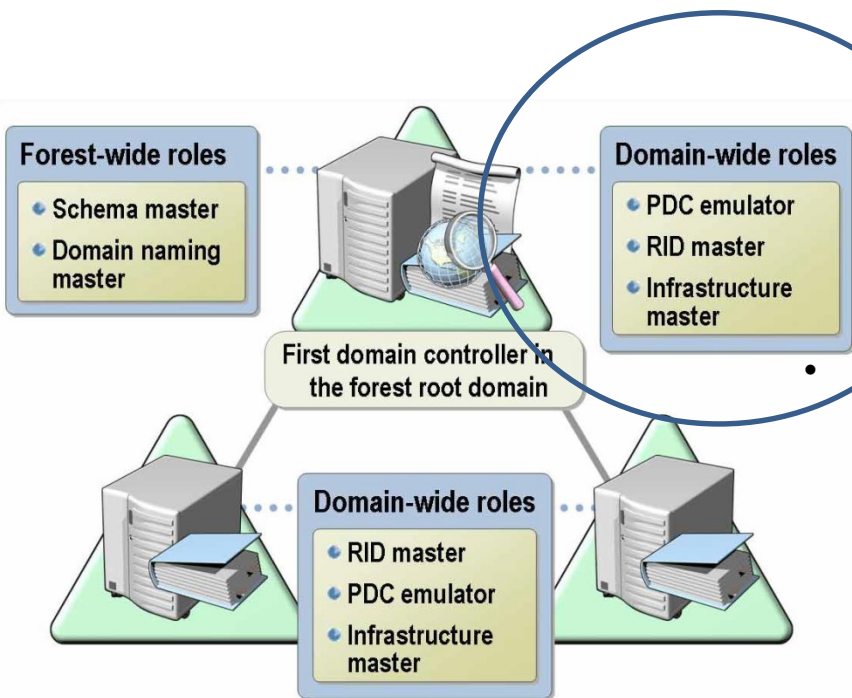 Forest-wide roles
Schema master
Domain naming
master
Domain-wide roles
PDC emulator
RID master
Infrastructure
master
First domain controller in
the forest root domain
Domain-wide roles
RID master
PDC emulator
Infrastructure
master